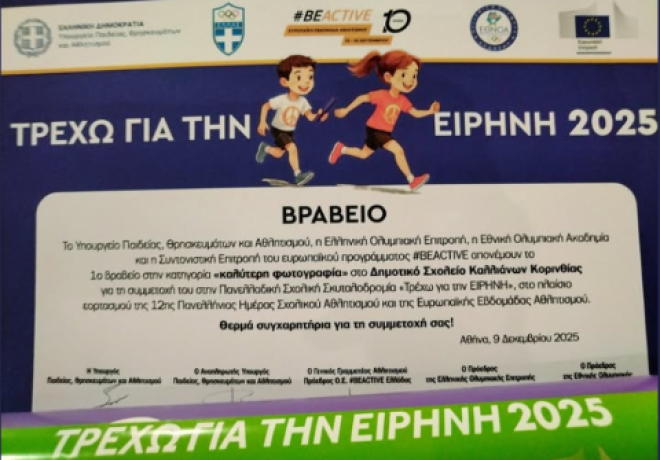 ΕΛΛΗΝΙΚΗ ΔΗΜΟΚΡΑΤΙΑ
Υπουργείο Παιδείας, Θρησκευμάτων
και Αθλητισμού
#BEACTIVE
10
ΤΡΕΧΩ ΓΙΑ ΤΗΝ ΕΙΡΗΝΗ 2025
ΒΡΑΒΕΙΟ
Το Υπουργείο Παιδείας, Θρησκευμάτων και Αθλητισμού, η Ελληνική Ολυμπιακή Επιτροπή, η Εθνική Ολυμπιακή Ακαδημία
και η Συντονιστική Επιτροπή του ευρωπαϊκού προγράμματος #BEACTIVE απονέμουν το
1ο βραβείο στην κατηγορία «καλύτερη φωτογραφία» στο Δημοτικό Σχολείο Καλλιάνων Κορινθίας
για τη συμμετοχή του στην Πανελλαδική Σχολική Σκυταλοδρομία «Τρέχω για την ΕΙΡΗΝΗ», στο πλαίσιο
εορτασμού της 12ης Πανελλήνιας Ημέρας Σχολικού Αθλητισμού και της Ευρωπαϊκής Εβδομάδας Αθλητισμού.
Θερμά συγχαρητήρια για τη συμμετοχή σας!
Αθήνα, 9 Δεκεμβρίου 2025
Η Υπουργός
Παιδείας, Θρησκευμάτων και Αθλητισμού
Ο Αναπληρωτής Υπουργός
Παιδείας, Θρησκευμάτων και Αθλητισμού
Ο Γενικός Γραμματέας Αθλητισμού
Πρόεδρος Ο.Ε. #BEACTIVE Ελλάδας
Ο Πρόεδρος
της Ελληνικής Ολυμπιακής Επιτροπής
Ο Πρόεδρος
της Εθνικής Ολυμπιακής
ΤΡΕΧΩ ΓΙΑ ΤΗΝ ΕΙΡΗΝΗ 2025